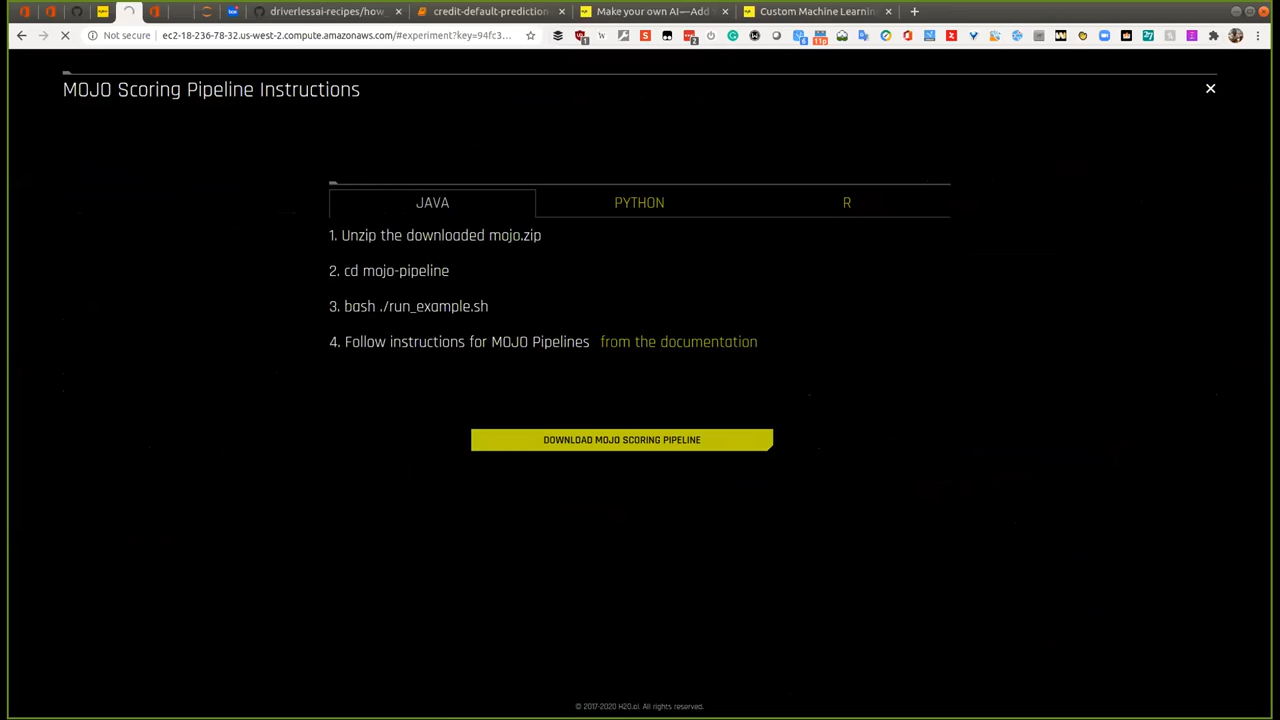 driverlessai-recipes/how_
credit-default-prediction
Make your own AI—Add
Custom Machine Learning
Not secure
ec2-18-236-78-32.us-west-2.compute.amazonaws.com/#experiment?key=94fc3...
MOJO Scoring Pipeline Instructions
JAVA
PYTHON
R
1. Unzip the downloaded mojo.zip
2. cd mojo-pipeline
3. bash ./run_example.sh
4. Follow instructions for MOJO Pipelines from the documentation
DOWNLOAD MOJO SCORING PIPELINE
© 2017-2020 H2O.ai. All rights reserved.